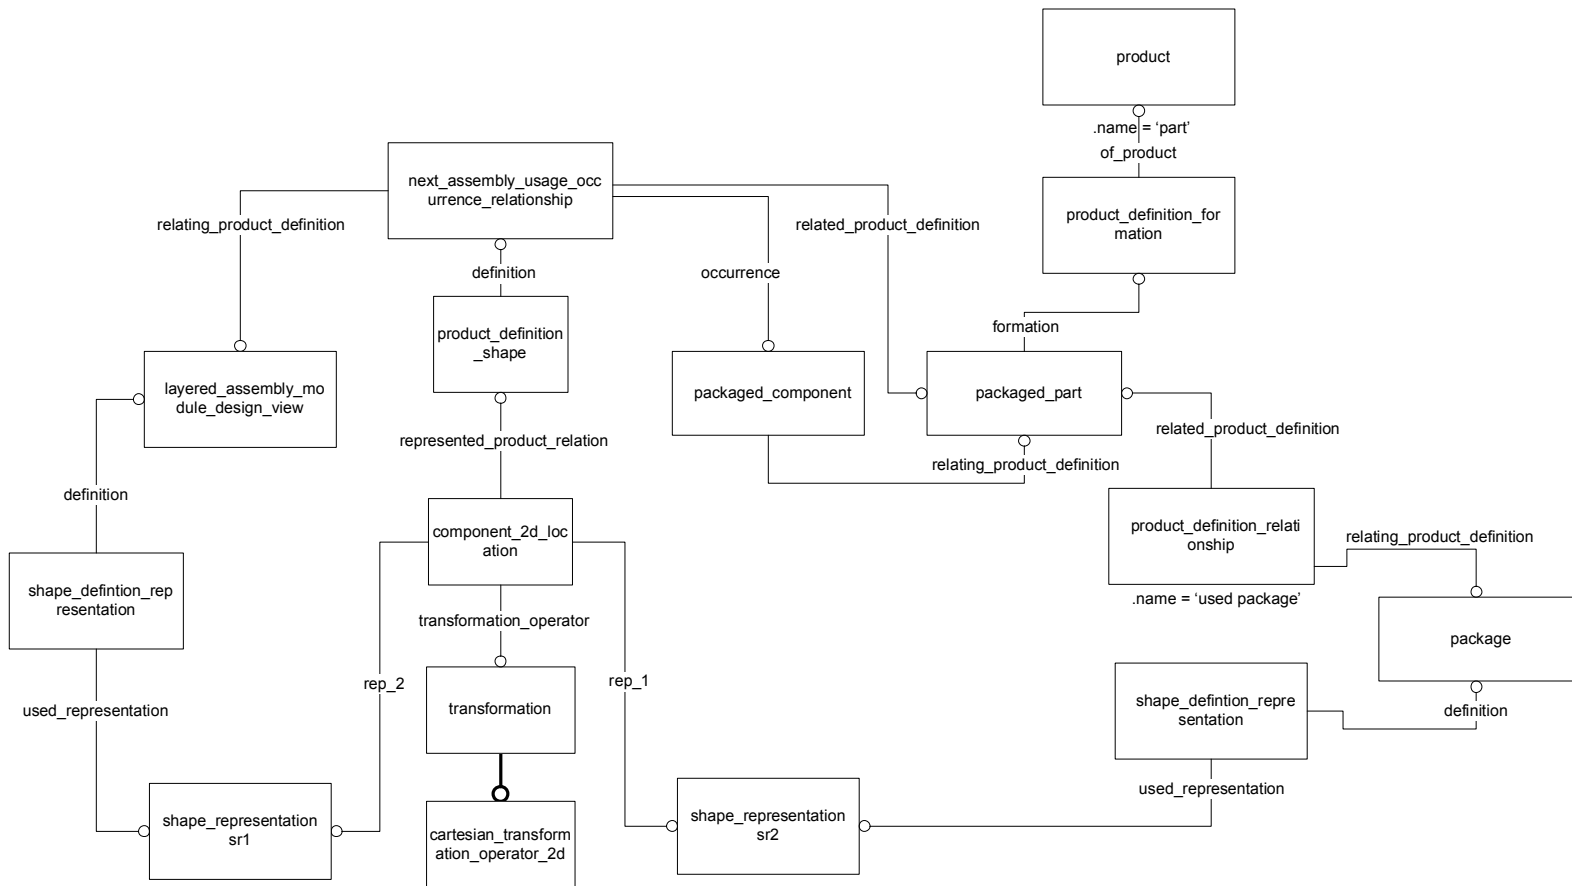 product
.name = ‘part’
of_product
next_assembly_usage_occ
urrence_relationship
product_definition_for
mation
relating_product_definition
related_product_definition
definition
occurrence
formation
product_definition
_shape
layered_assembly_mo
dule_design_view
packaged_component
packaged_part
represented_product_relation
related_product_definition
relating_product_definition
definition
component_2d_loc
ation
product_definition_relati
onship
relating_product_definition
shape_defintion_rep
resentation
.name = ‘used package’
transformation_operator
package
rep_2
rep_1
used_representation
transformation
shape_defintion_repre
sentation
definition
used_representation
shape_representation
sr1
cartesian_transform
ation_operator_2d
shape_representation
sr2